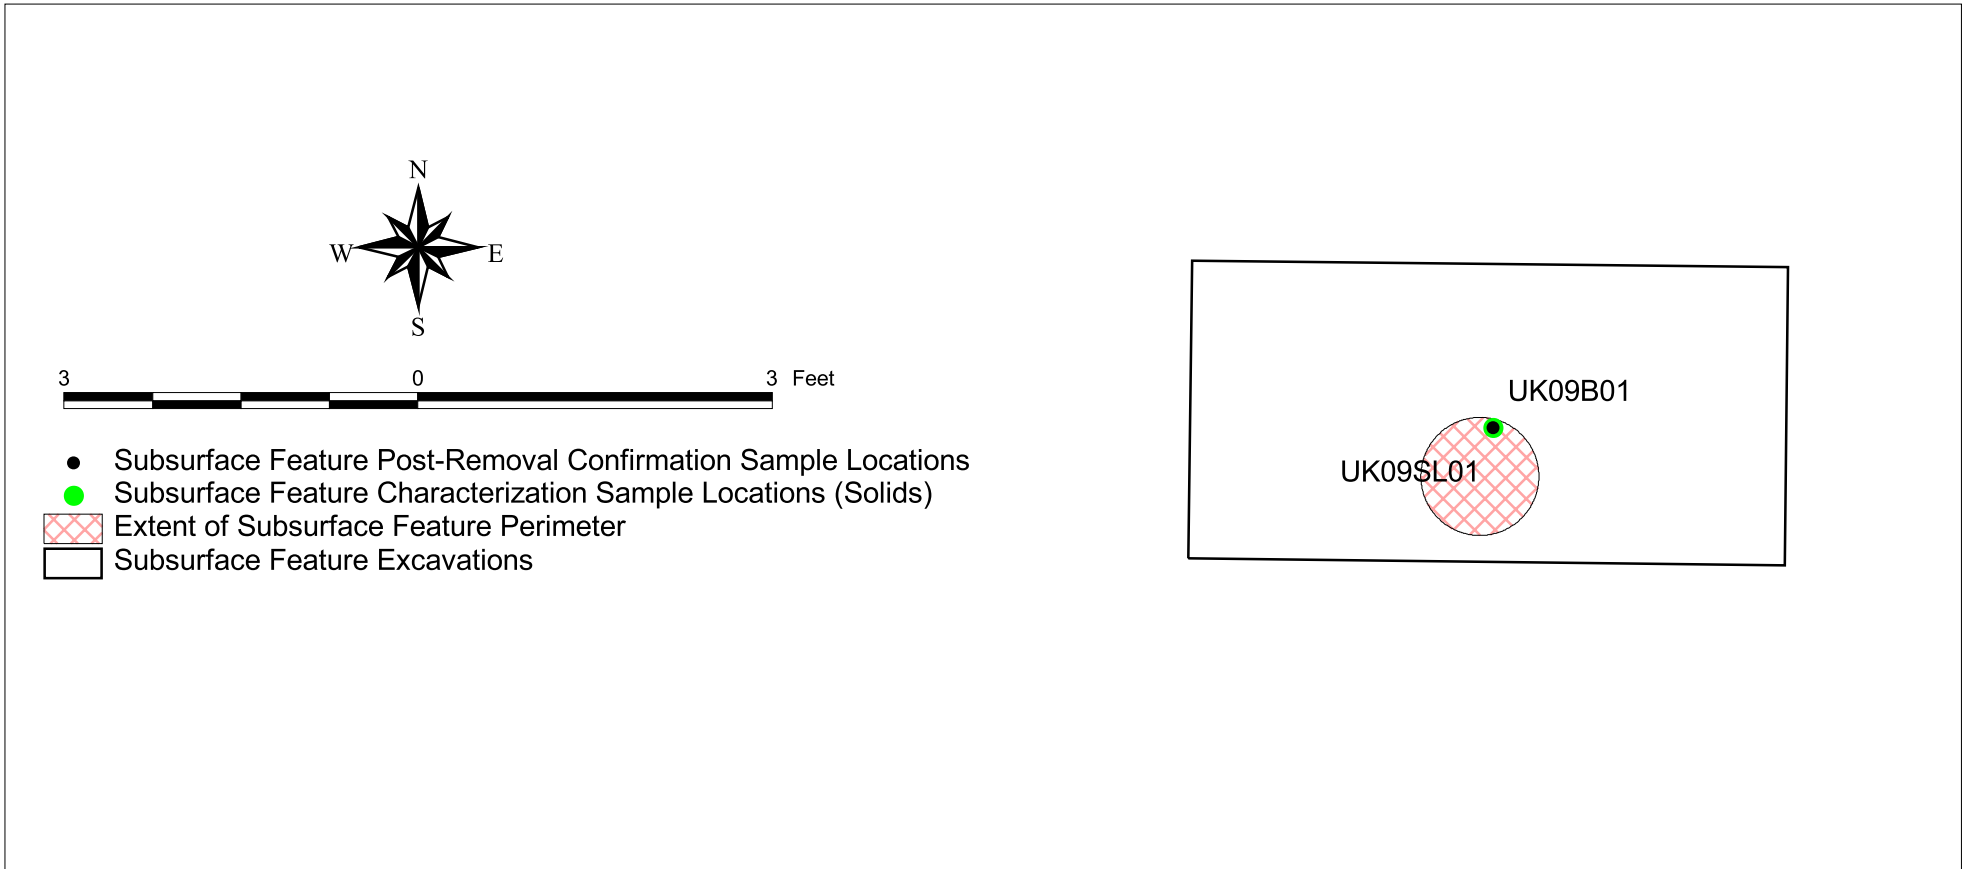 N
W E
S
3 0 3 Feet
Subsurface Feature Post-Removal Confirmation Sample Locations
Subsurface Feature Characterization Sample Locations (Solids)
Extent of Subsurface Feature Perimeter
Subsurface Feature Excavations
UK09B01
UK09SL01